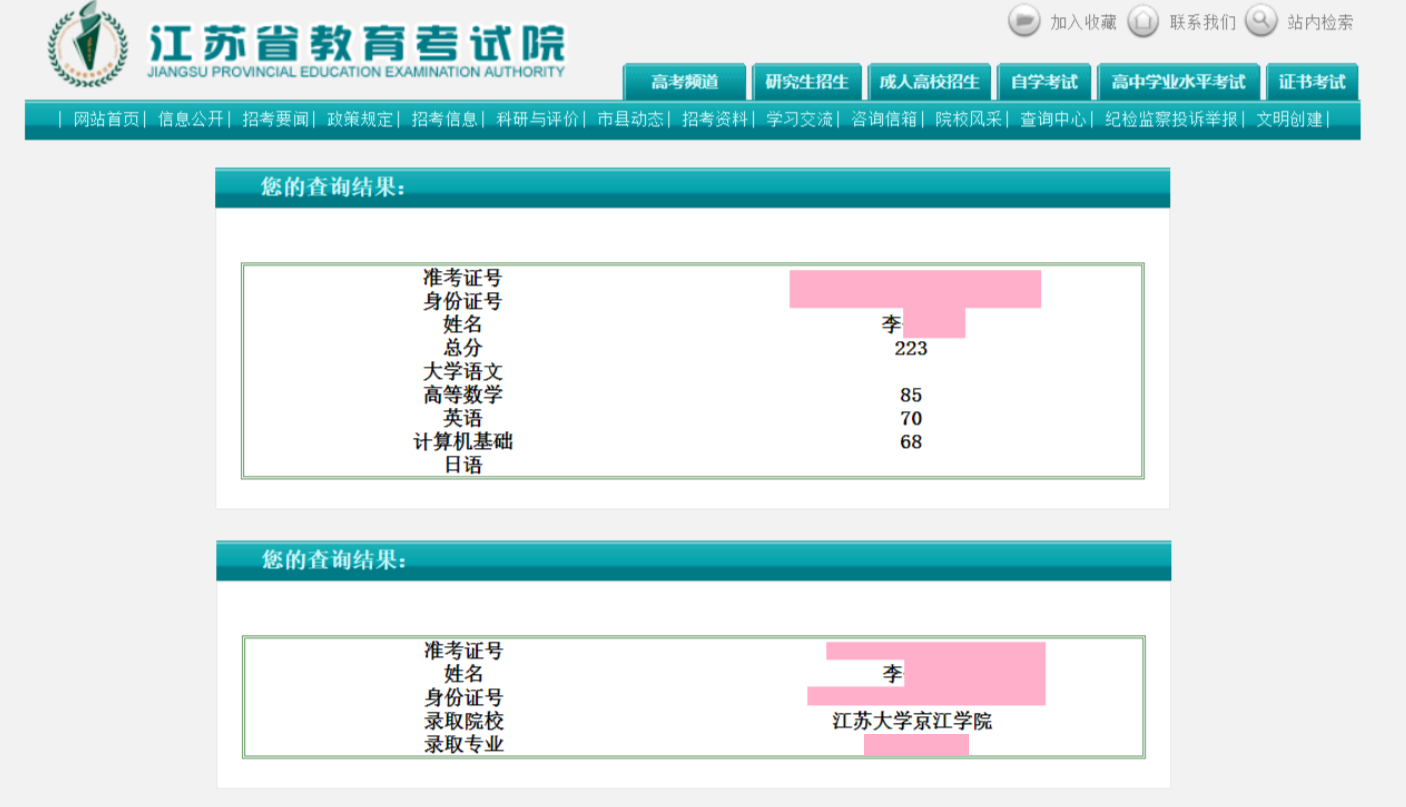 加入收藏 联系我们 站内检索
江苏省教育考试院
JIANGSU PROVINCIAL EDUCATION EXAMINATION AUTHORITY
高考频道 研究生招生 成人高校招生 自学考试 高中学业水平考试 证书考试
| 网站首页| 信息公开| 招考要闻| 政策规定| 招考信息| 科研与评价| 市县动态| 招考资料| 学习交流| 咨询信箱| 院校风采| 查询中心| 纪检监察投诉举报| 文明创建|
您的查询结果:
准考证号
身份证号
姓名 李
总分 223
大学语文
高等数学 85
英语 70
计算机基础 68
日语
您的查询结果:
准考证号
姓名 李
身份证号
录取院校 江苏大学京江学院
录取专业